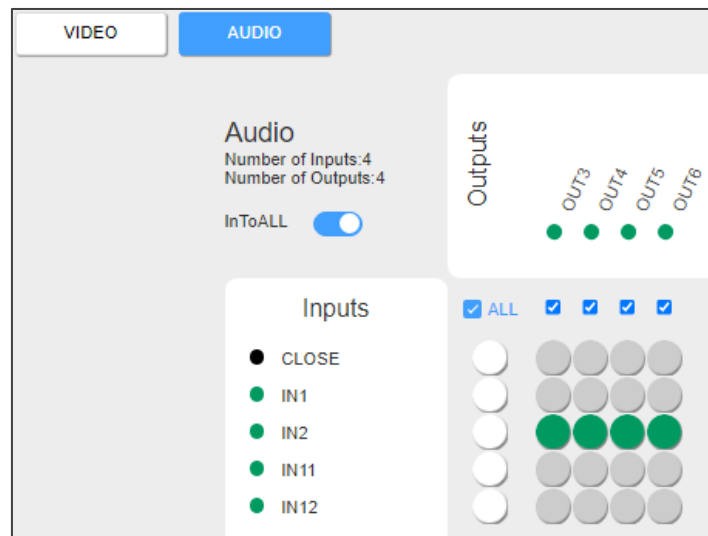 VIDEO
AUDIO
Audio
Number of Inputs:4
Number of Outputs:4
InToALL
Outputs
OUT3
OUT4
OUT5
OUT6
Inputs
ALL
CLOSE
IN1
IN2
IN11
IN12